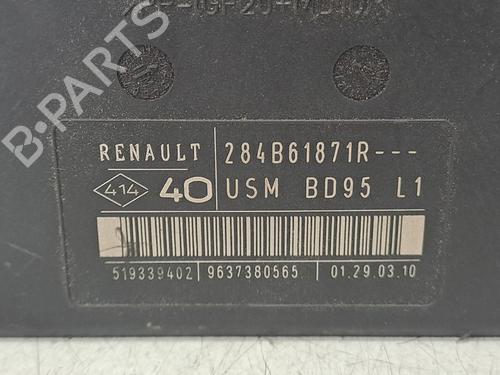 RENAULT 284B61871R---
414 40 USM BD95 L1
519339402 9637380565 01.29.03.10
B-PARTS